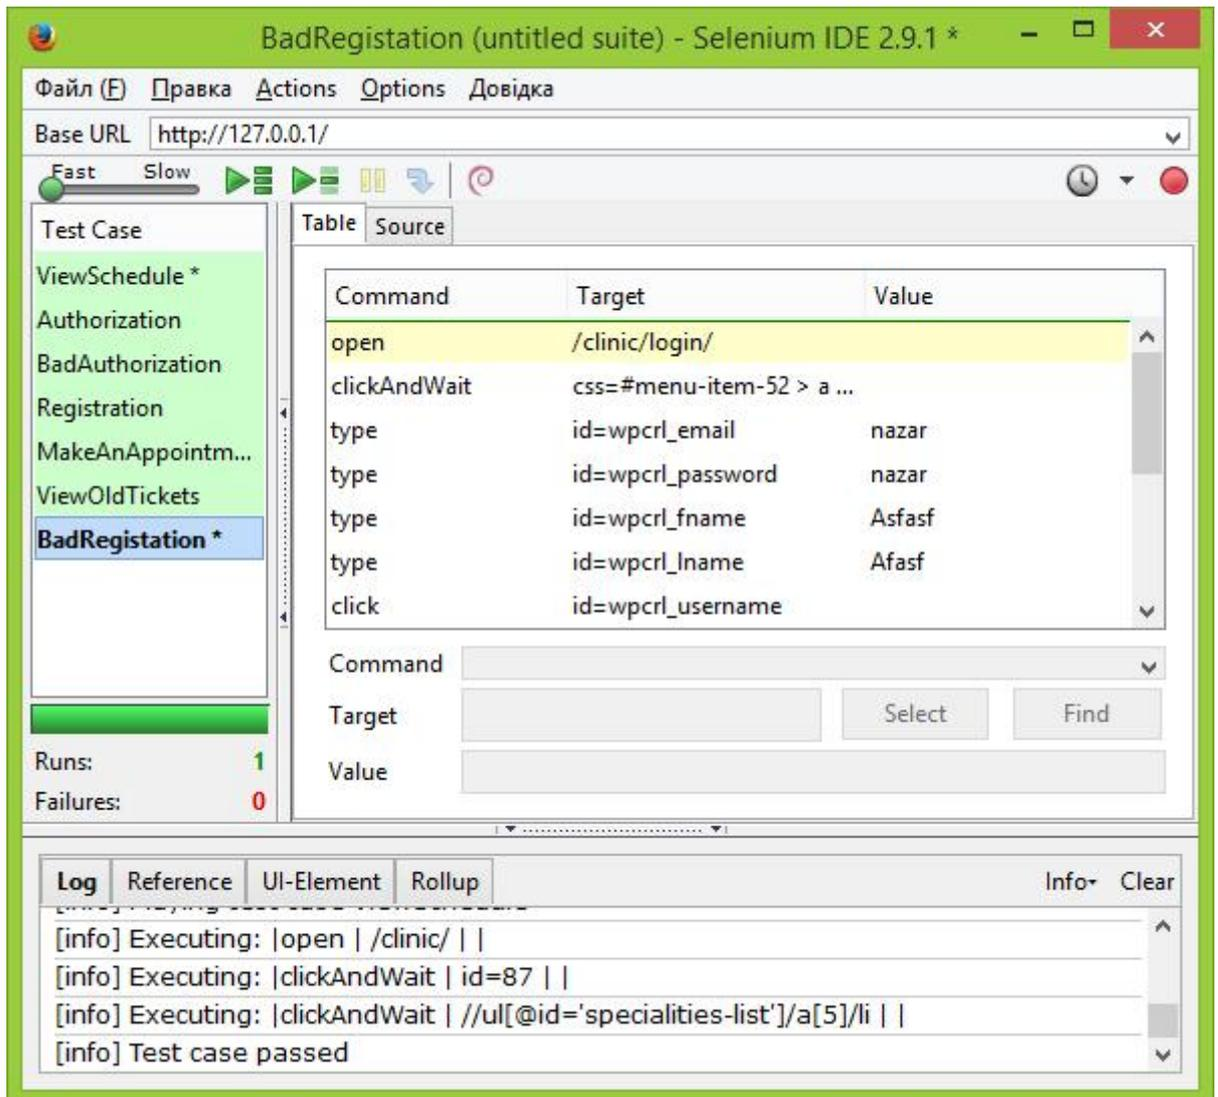 BadRegistation (untitled suite) - Selenium IDE 2.9.1 *
Файл (F) Правка Actions Options Довідка
Base URL http://127.0.0.1/
Fast Slow
Test Case
ViewSchedule *
Authorization
BadAuthorization
Registration
MakeAnAppointm...
ViewOldTickets
BadRegistation *
Runs: 1
Failures: 0
Table Source
Command Target Value
open /clinic/login/
clickAndWait css=#menu-item-52 > a ...
type id=wpcrl_email nazar
type id=wpcrl_password nazar
type id=wpcrl_fname Asfasf
type id=wpcrl_lname Afasf
click id=wpcrl_username
Command
Target Select Find
Value
Log Reference UI-Element Rollup Info Clear
[info] Executing: |open | /clinic/ | |
[info] Executing: |clickAndWait | id=87 | |
[info] Executing: |clickAndWait | //ul[@id='specialities-list']/a[5]/li | |
[info] Test case passed